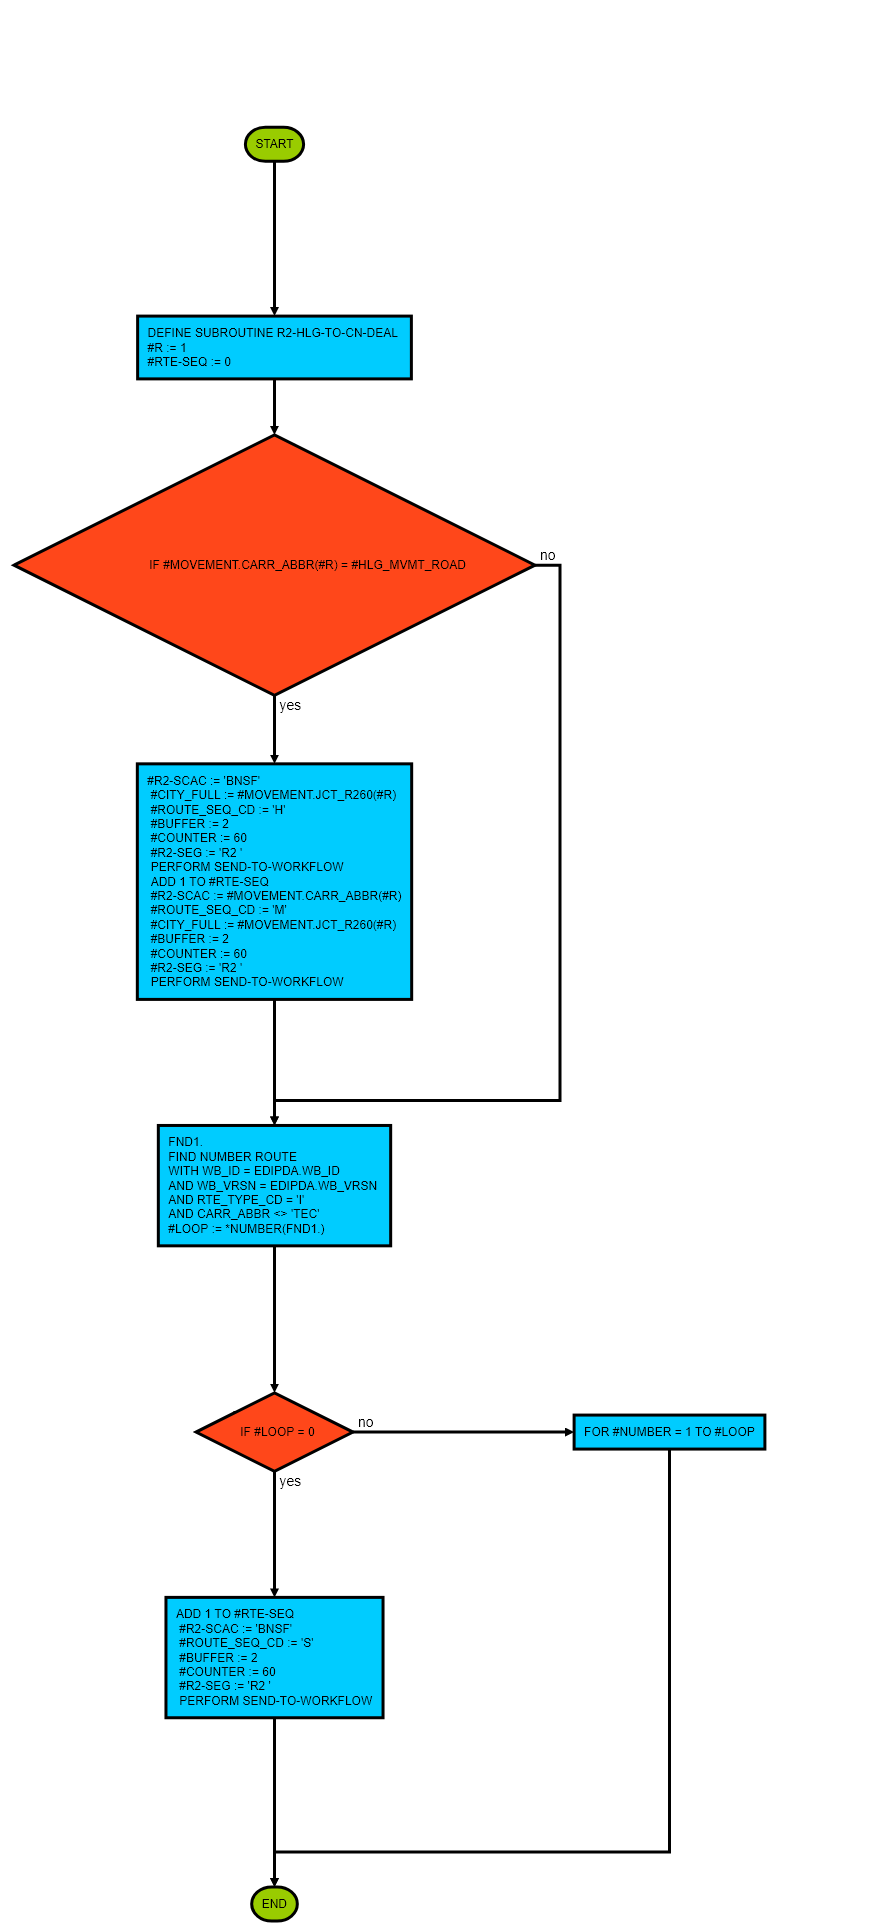 START
DEFINE SUBROUTINE R2-HLG-TO-CN-DEAL
#R := 1
#RTE-SEQ := 0
IF #MOVEMENT.CARR_ABBR(#R) = #HLG_MVMT_ROAD
no
yes
#R2-SCAC := 'BNSF'
#CITY_FULL := #MOVEMENT.JCT_R260(#R)
#ROUTE_SEQ_CD := 'H'
#BUFFER := 2
#COUNTER := 60
#R2-SEG := 'R2 '
PERFORM SEND-TO-WORKFLOW
ADD 1 TO #RTE-SEQ
#R2-SCAC := #MOVEMENT.CARR_ABBR(#R)
#ROUTE_SEQ_CD := 'M'
#CITY_FULL := #MOVEMENT.JCT_R260(#R)
#BUFFER := 2
#COUNTER := 60
#R2-SEG := 'R2 '
PERFORM SEND-TO-WORKFLOW
FND1.
FIND NUMBER ROUTE
WITH WB_ID = EDIPDA.WB_ID
AND WB_VRSN = EDIPDA.WB_VRSN
AND RTE_TYPE_CD = 'I'
AND CARR_ABBR <> 'TEC'
#LOOP := *NUMBER(FND1.)
IF #LOOP = 0
no
FOR #NUMBER = 1 TO #LOOP
yes
ADD 1 TO #RTE-SEQ
#R2-SCAC := 'BNSF'
#ROUTE_SEQ_CD := 'S'
#BUFFER := 2
#COUNTER := 60
#R2-SEG := 'R2 '
PERFORM SEND-TO-WORKFLOW
END